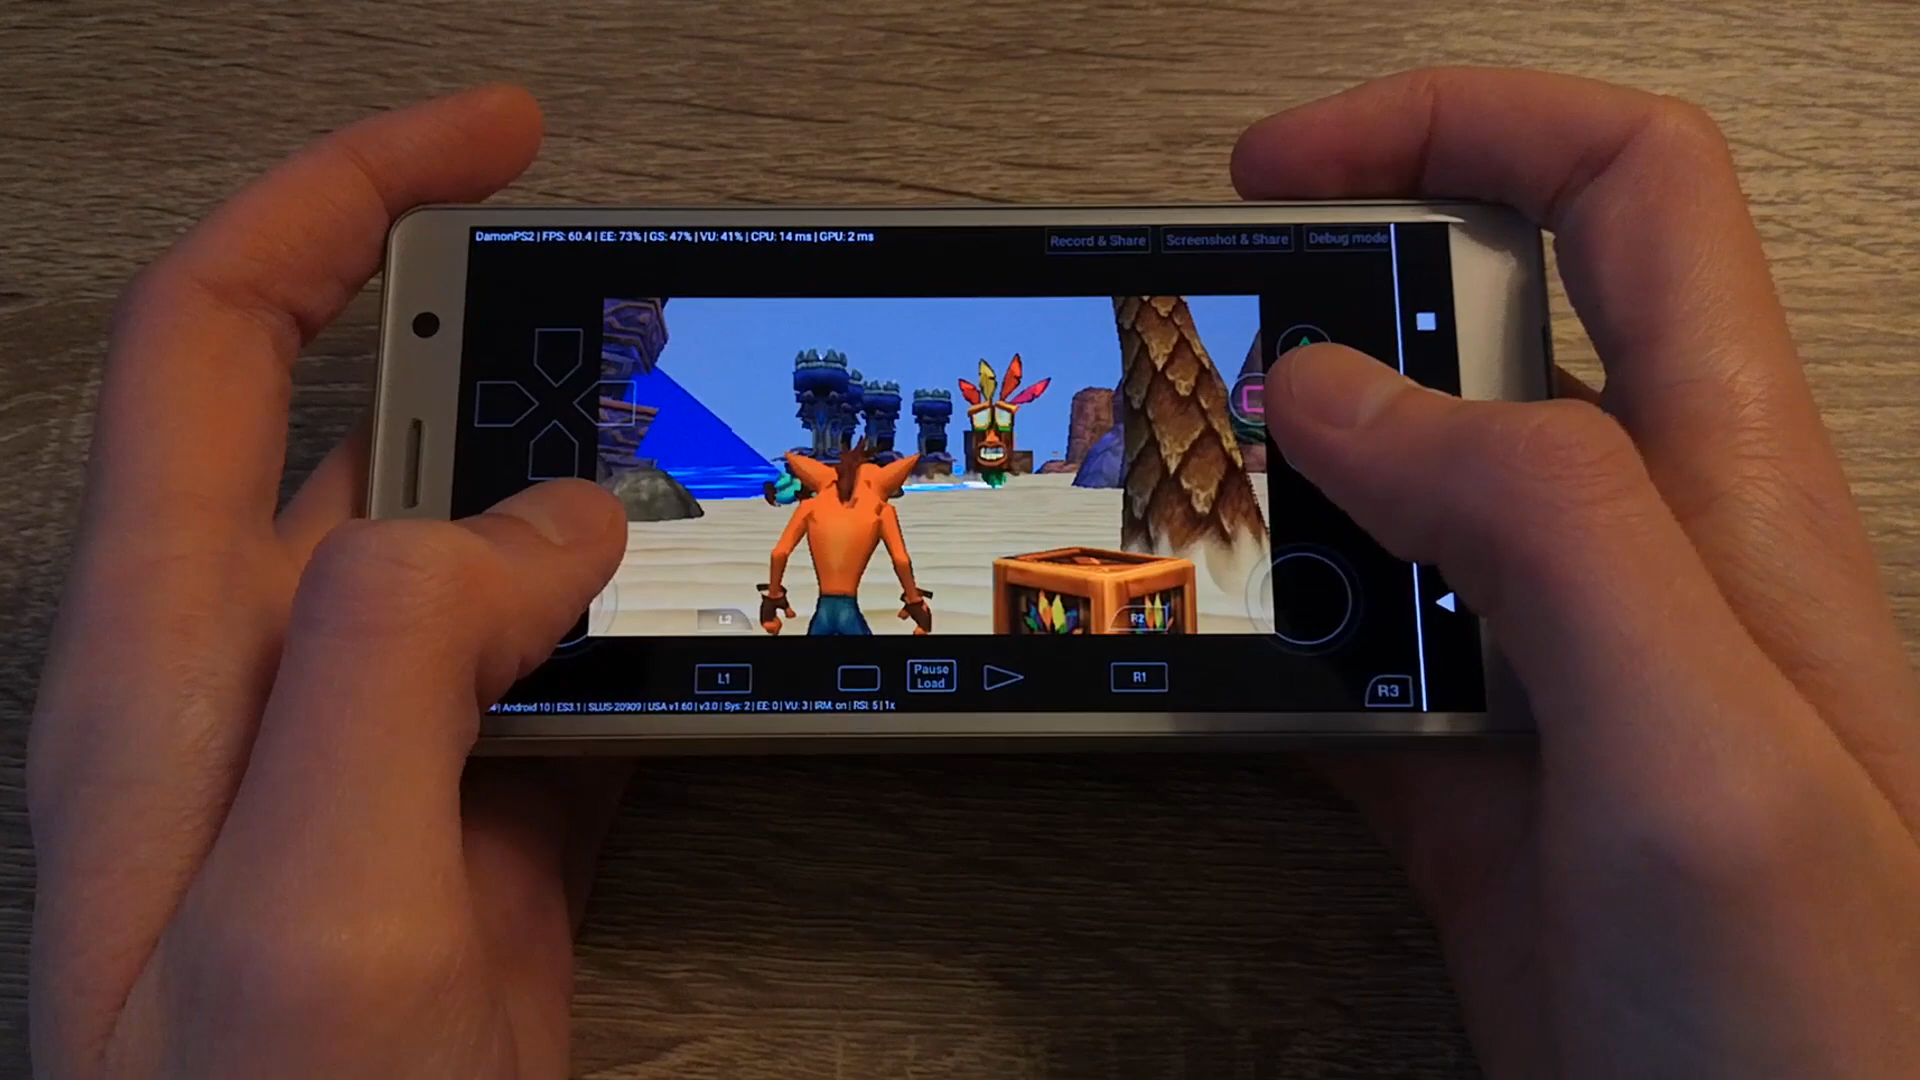 DamonPS2 | FPS: 60.4 | EE: 73% | GS: 47% | VU: 41% | CPU: 14 ms | GPU: 2 ms
Record & Share
Screenshot & Share
Debug mode
L2
R2
L1
Pause
Load
R1
R3
| Android 10 | ES3.1 | SLUS-20909 | USA v1.60 | v3.0 | Sys: 2 | EE: 0 | VU: 3 | IRM: on | RSI: 5 | 1x